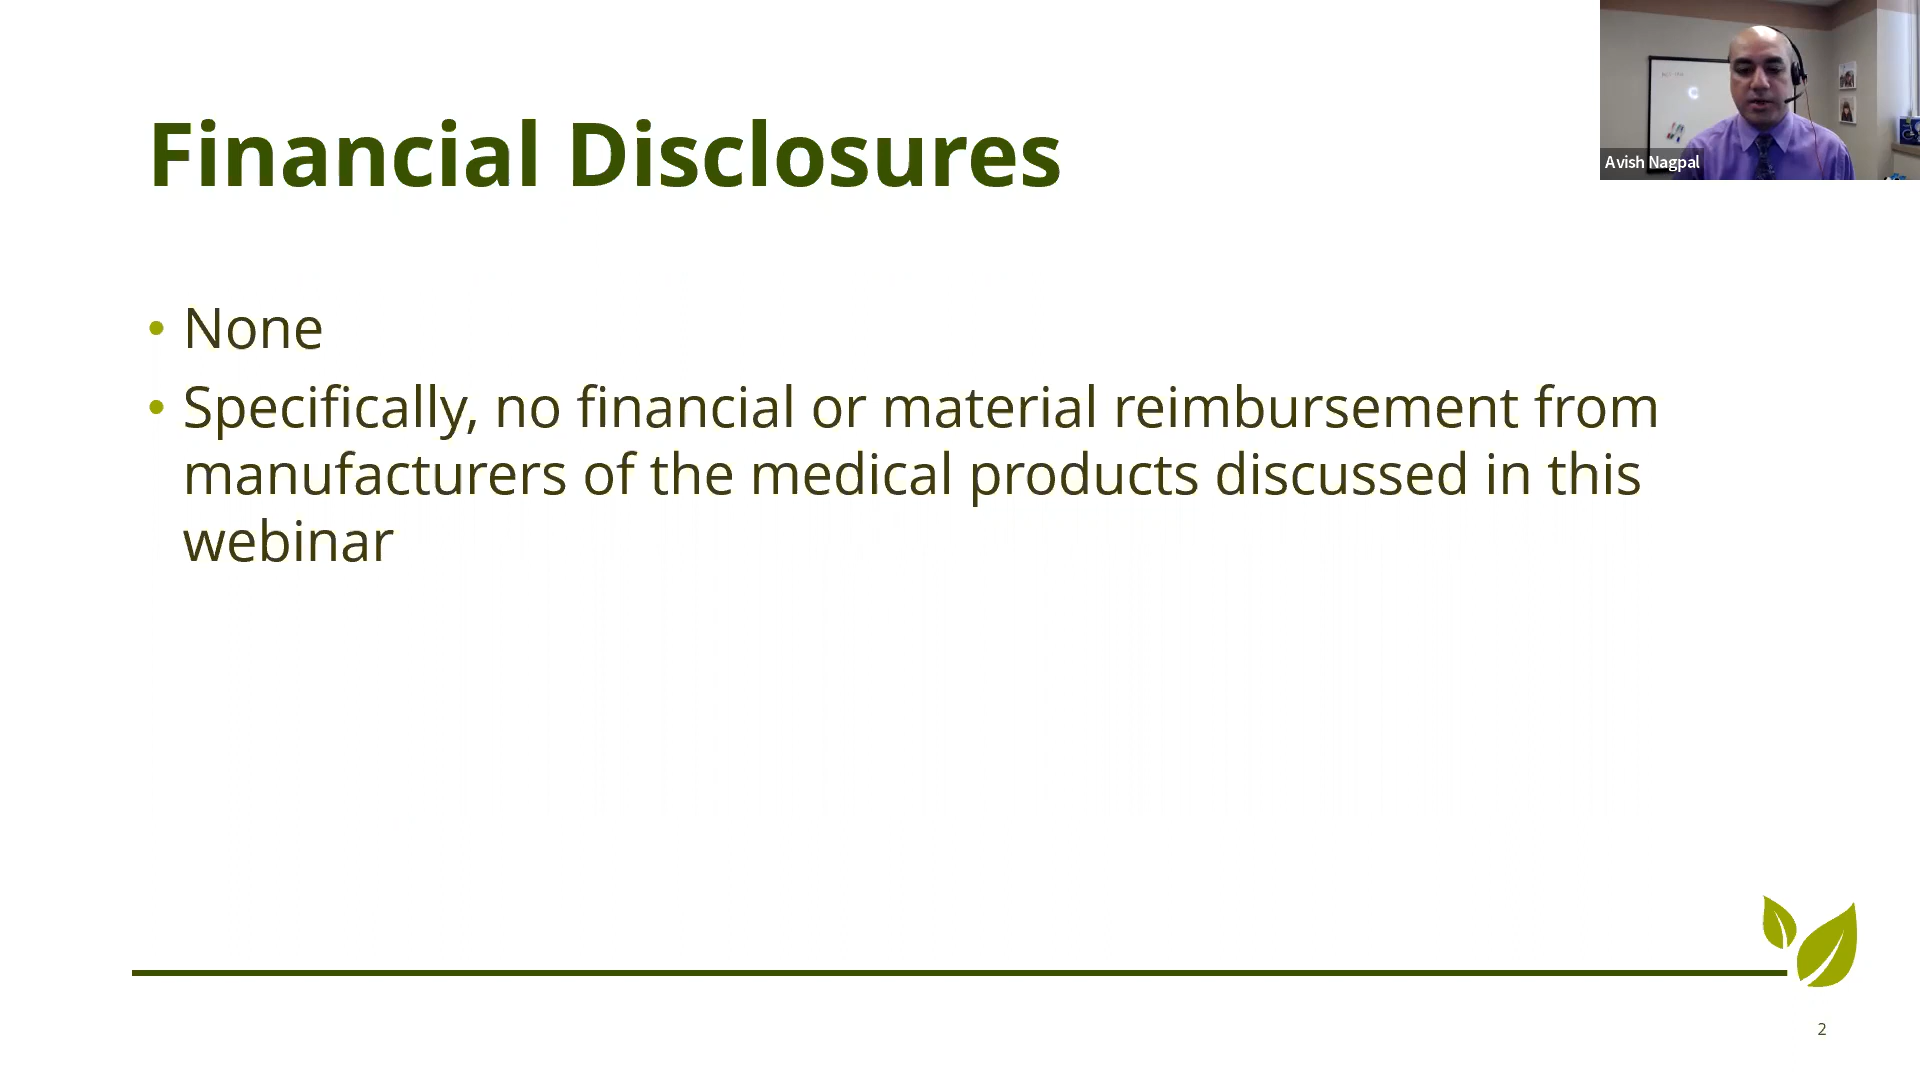 Financial Disclosures
Avish Nagpal
• None
• Specifically, no financial or material reimbursement from
manufacturers of the medical products discussed in this
webinar
2